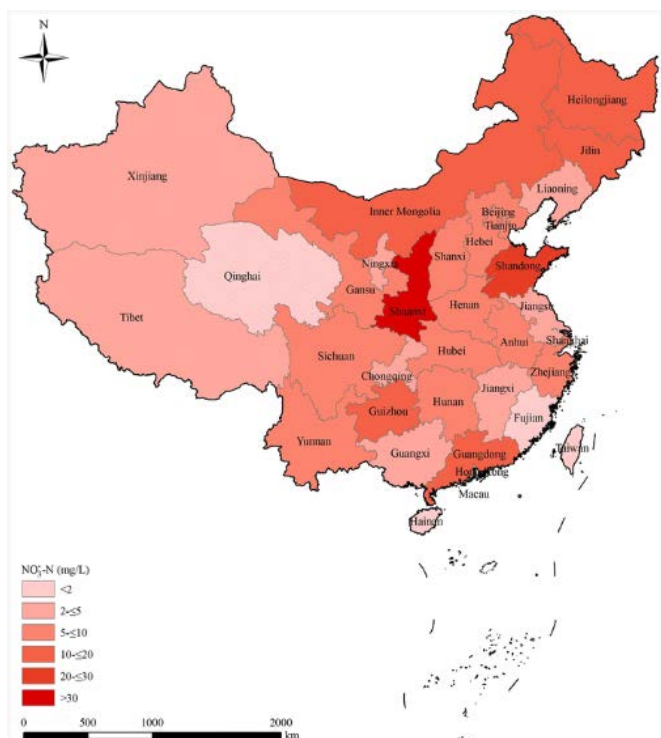 N
Heilongjiang
Jilin
Xinjiang
Liaoning
Inner Mongolia
Beijing
Tianjin
Hebei
Ningxia
Shanxi
Shandong
Qinghai
Gansu
Shaanxi
Henan
Jiangsu
Tibet
Sichuan
Hubei
Anhui
Shanghai
Chongqing
Zhejiang
Hunan
Jiangxi
Guizhou
Fujian
Yunnan
Guangxi
Guangdong
Taiwan
Hong Kong
Macau
Hainan
NO₃⁻-N (mg/L)
<2
2-≤5
5-≤10
10-≤20
20-≤30
>30
0 500 1000 2000
km